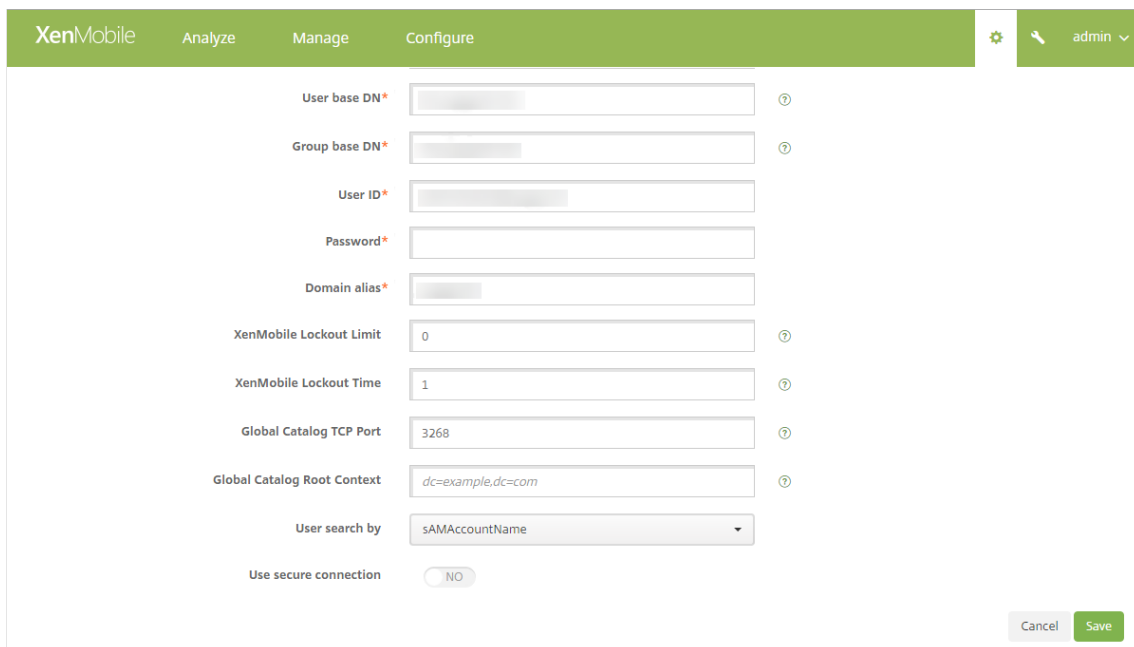 XenMobile Analyze Manage Configure admin
User base DN* ?
Group base DN* ?
User ID*
Password*
Domain alias*
XenMobile Lockout Limit 0 ?
XenMobile Lockout Time 1 ?
Global Catalog TCP Port 3268 ?
Global Catalog Root Context dc=example,dc=com ?
User search by sAMAccountName
Use secure connection NO
Cancel Save